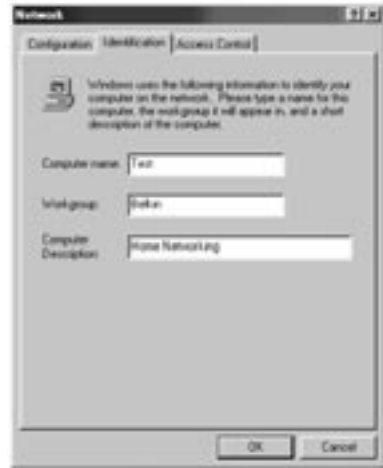 Network
Configuration Identification Access Control
Windows uses the following information to identify your
computer on the network. Please type a name for this
computer, the workgroup it will appear in, and a short
description of the computer.
Computer name: Test
Workgroup: Belkin
Computer
Description: Home Networking
OK Cancel